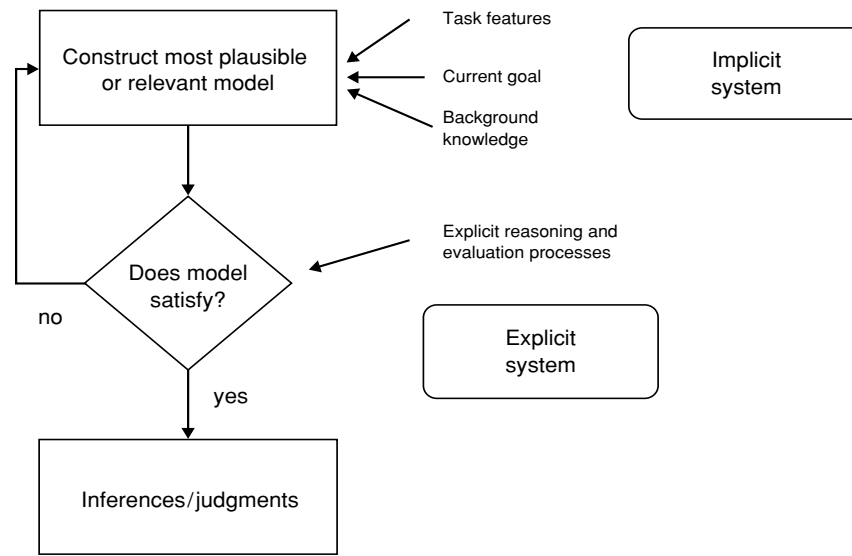 Construct most plausible
or relevant model
Task features
Current goal
Background
knowledge
Implicit
system
Does model
satisfy?
Explicit reasoning and
evaluation processes
no
Explicit
system
yes
Inferences/judgments